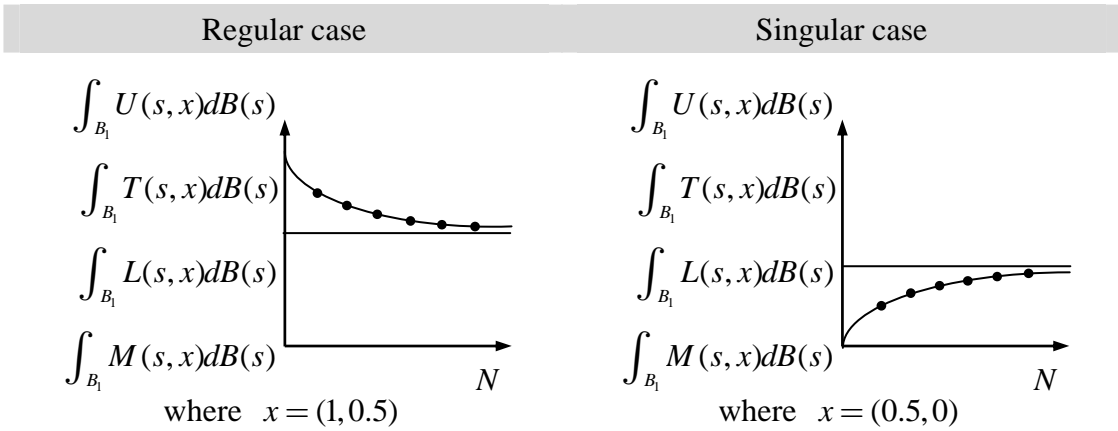 Regular case
Singular case
∫_{B_1} U(s, x)dB(s)
∫_{B_1} T(s, x)dB(s)
∫_{B_1} L(s, x)dB(s)
∫_{B_1} M(s, x)dB(s)
N
where x = (1, 0.5)
∫_{B_1} U(s, x)dB(s)
∫_{B_1} T(s, x)dB(s)
∫_{B_1} L(s, x)dB(s)
∫_{B_1} M(s, x)dB(s)
N
where x = (0.5, 0)